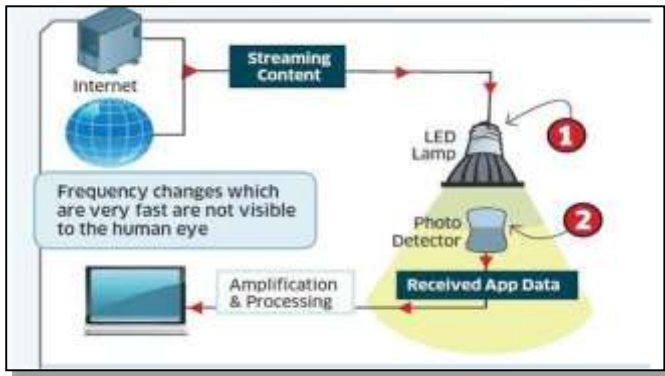 Streaming
Content
Internet
LED
Lamp
1
Frequency changes which
are very fast are not visible
to the human eye
Photo
Detector
2
Amplification
& Processing
Received App Data